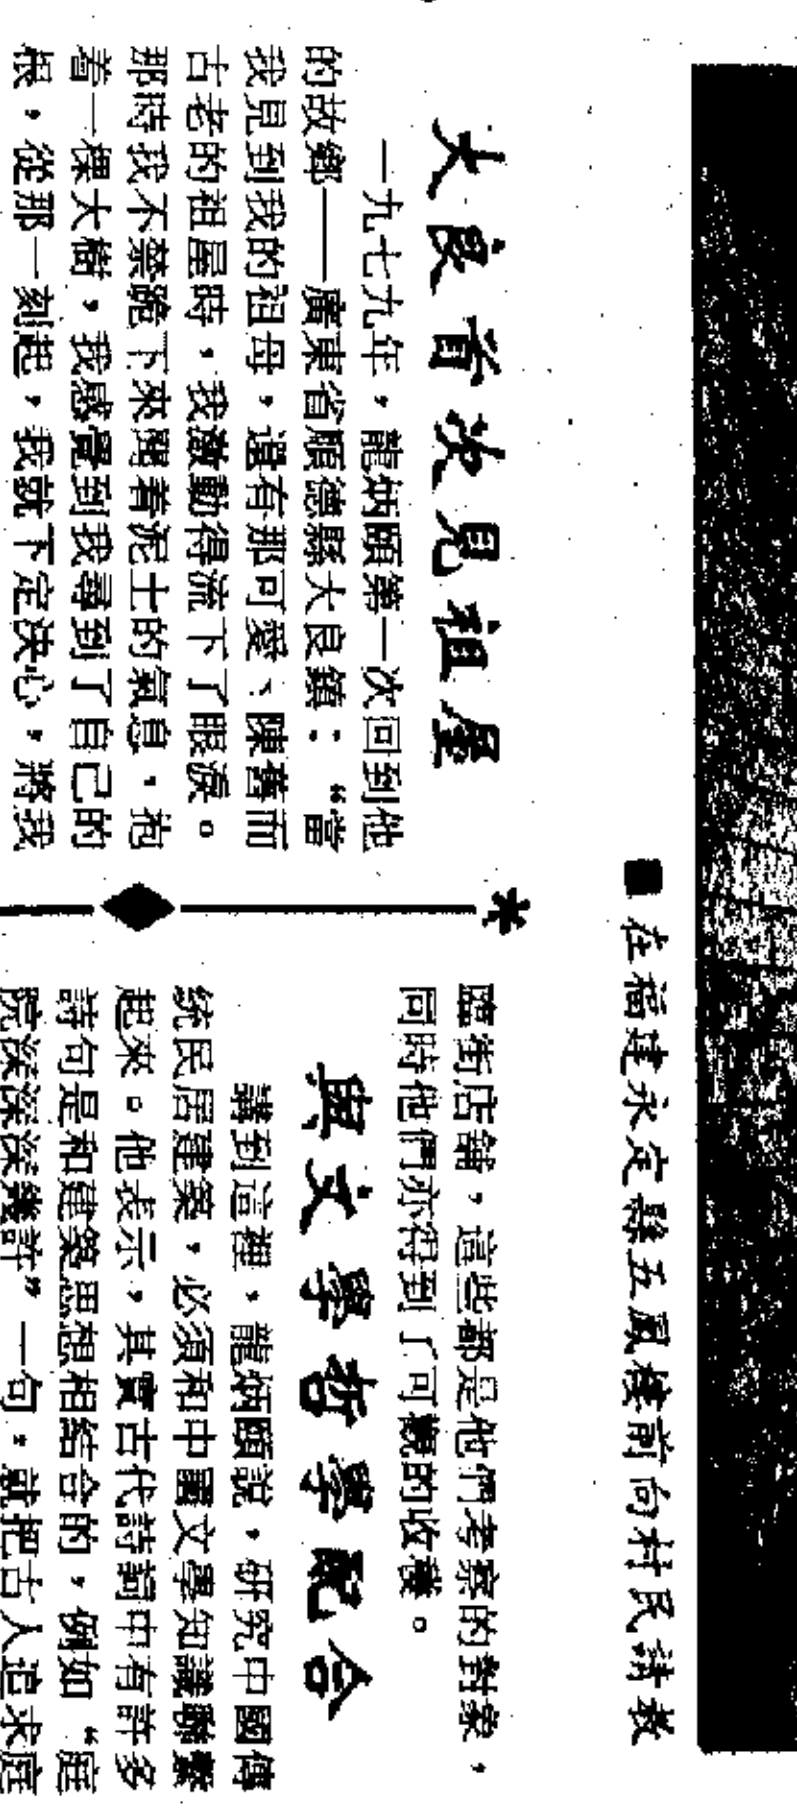 ■在福建永定縣五鳳樓前向村民請教
大良首次見祖屋
一九七九年，龍炳頤第一次回到他
的故鄉——廣東省順德縣大良鎮：“當
我見到我的祖母，還有那可愛、陳舊而
古老的祖屋時，我激動得流下了眼淚。
那時我不禁跪下來聞着泥土的氣息，抱
着一棵大樹，我感覺到我尋到了自己的
根，從那一刻起，我就下定決心，將我
臨街店舖，這些都是他們考察的對象，
同時他們亦得到了可觀的收穫。
與文學哲學配合
講到這裡，龍炳頤說，研究中國傳
統民居建築，必須和中國文學知識聯繫
起來。他表示，其實古代詩詞中有許多
詩句是和建築思想相結合的，例如“庭
院深深深幾許”一句，就把古人追求庭